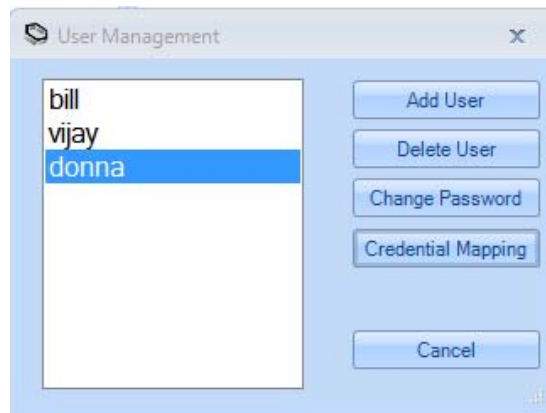 User Management
bill
vijay
donna
Add User
Delete User
Change Password
Credential Mapping
Cancel